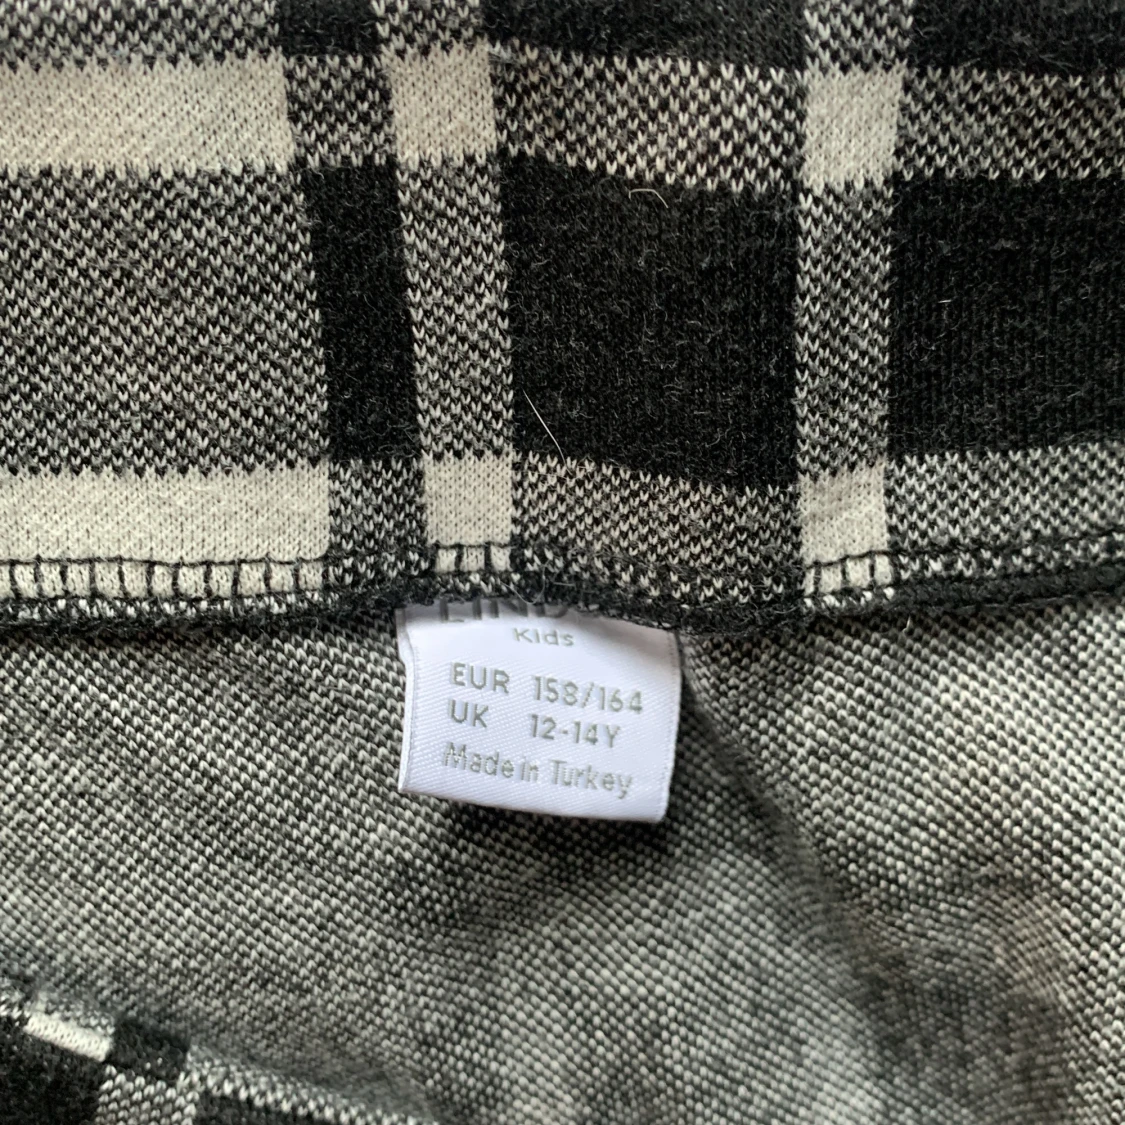 Kids
EUR 158/164
UK 12-14Y
Made in Turkey